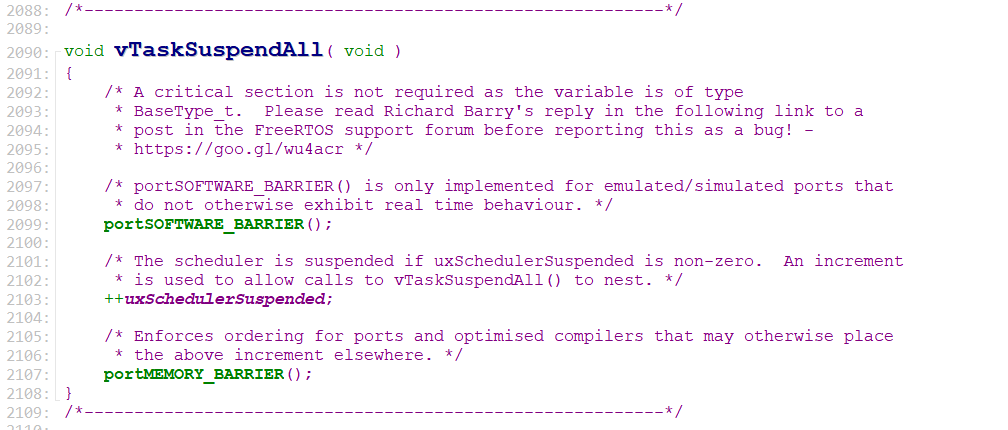 2088: /*----------------------------------------------------------*/
2089:
2090: void vTaskSuspendAll( void )
2091: {
2092:     /* A critical section is not required as the variable is of type
2093:      * BaseType_t.  Please read Richard Barry's reply in the following link to a
2094:      * post in the FreeRTOS support forum before reporting this as a bug! -
2095:      * https://goo.gl/wu4acr */
2096:
2097:     /* portSOFTWARE_BARRIER() is only implemented for emulated/simulated ports that
2098:      * do not otherwise exhibit real time behaviour. */
2099:     portSOFTWARE_BARRIER();
2100:
2101:     /* The scheduler is suspended if uxSchedulerSuspended is non-zero.  An increment
2102:      * is used to allow calls to vTaskSuspendAll() to nest. */
2103:     ++uxSchedulerSuspended;
2104:
2105:     /* Enforces ordering for ports and optimised compilers that may otherwise place
2106:      * the above increment elsewhere. */
2107:     portMEMORY_BARRIER();
2108: }
2109: /*----------------------------------------------------------*/
2110: